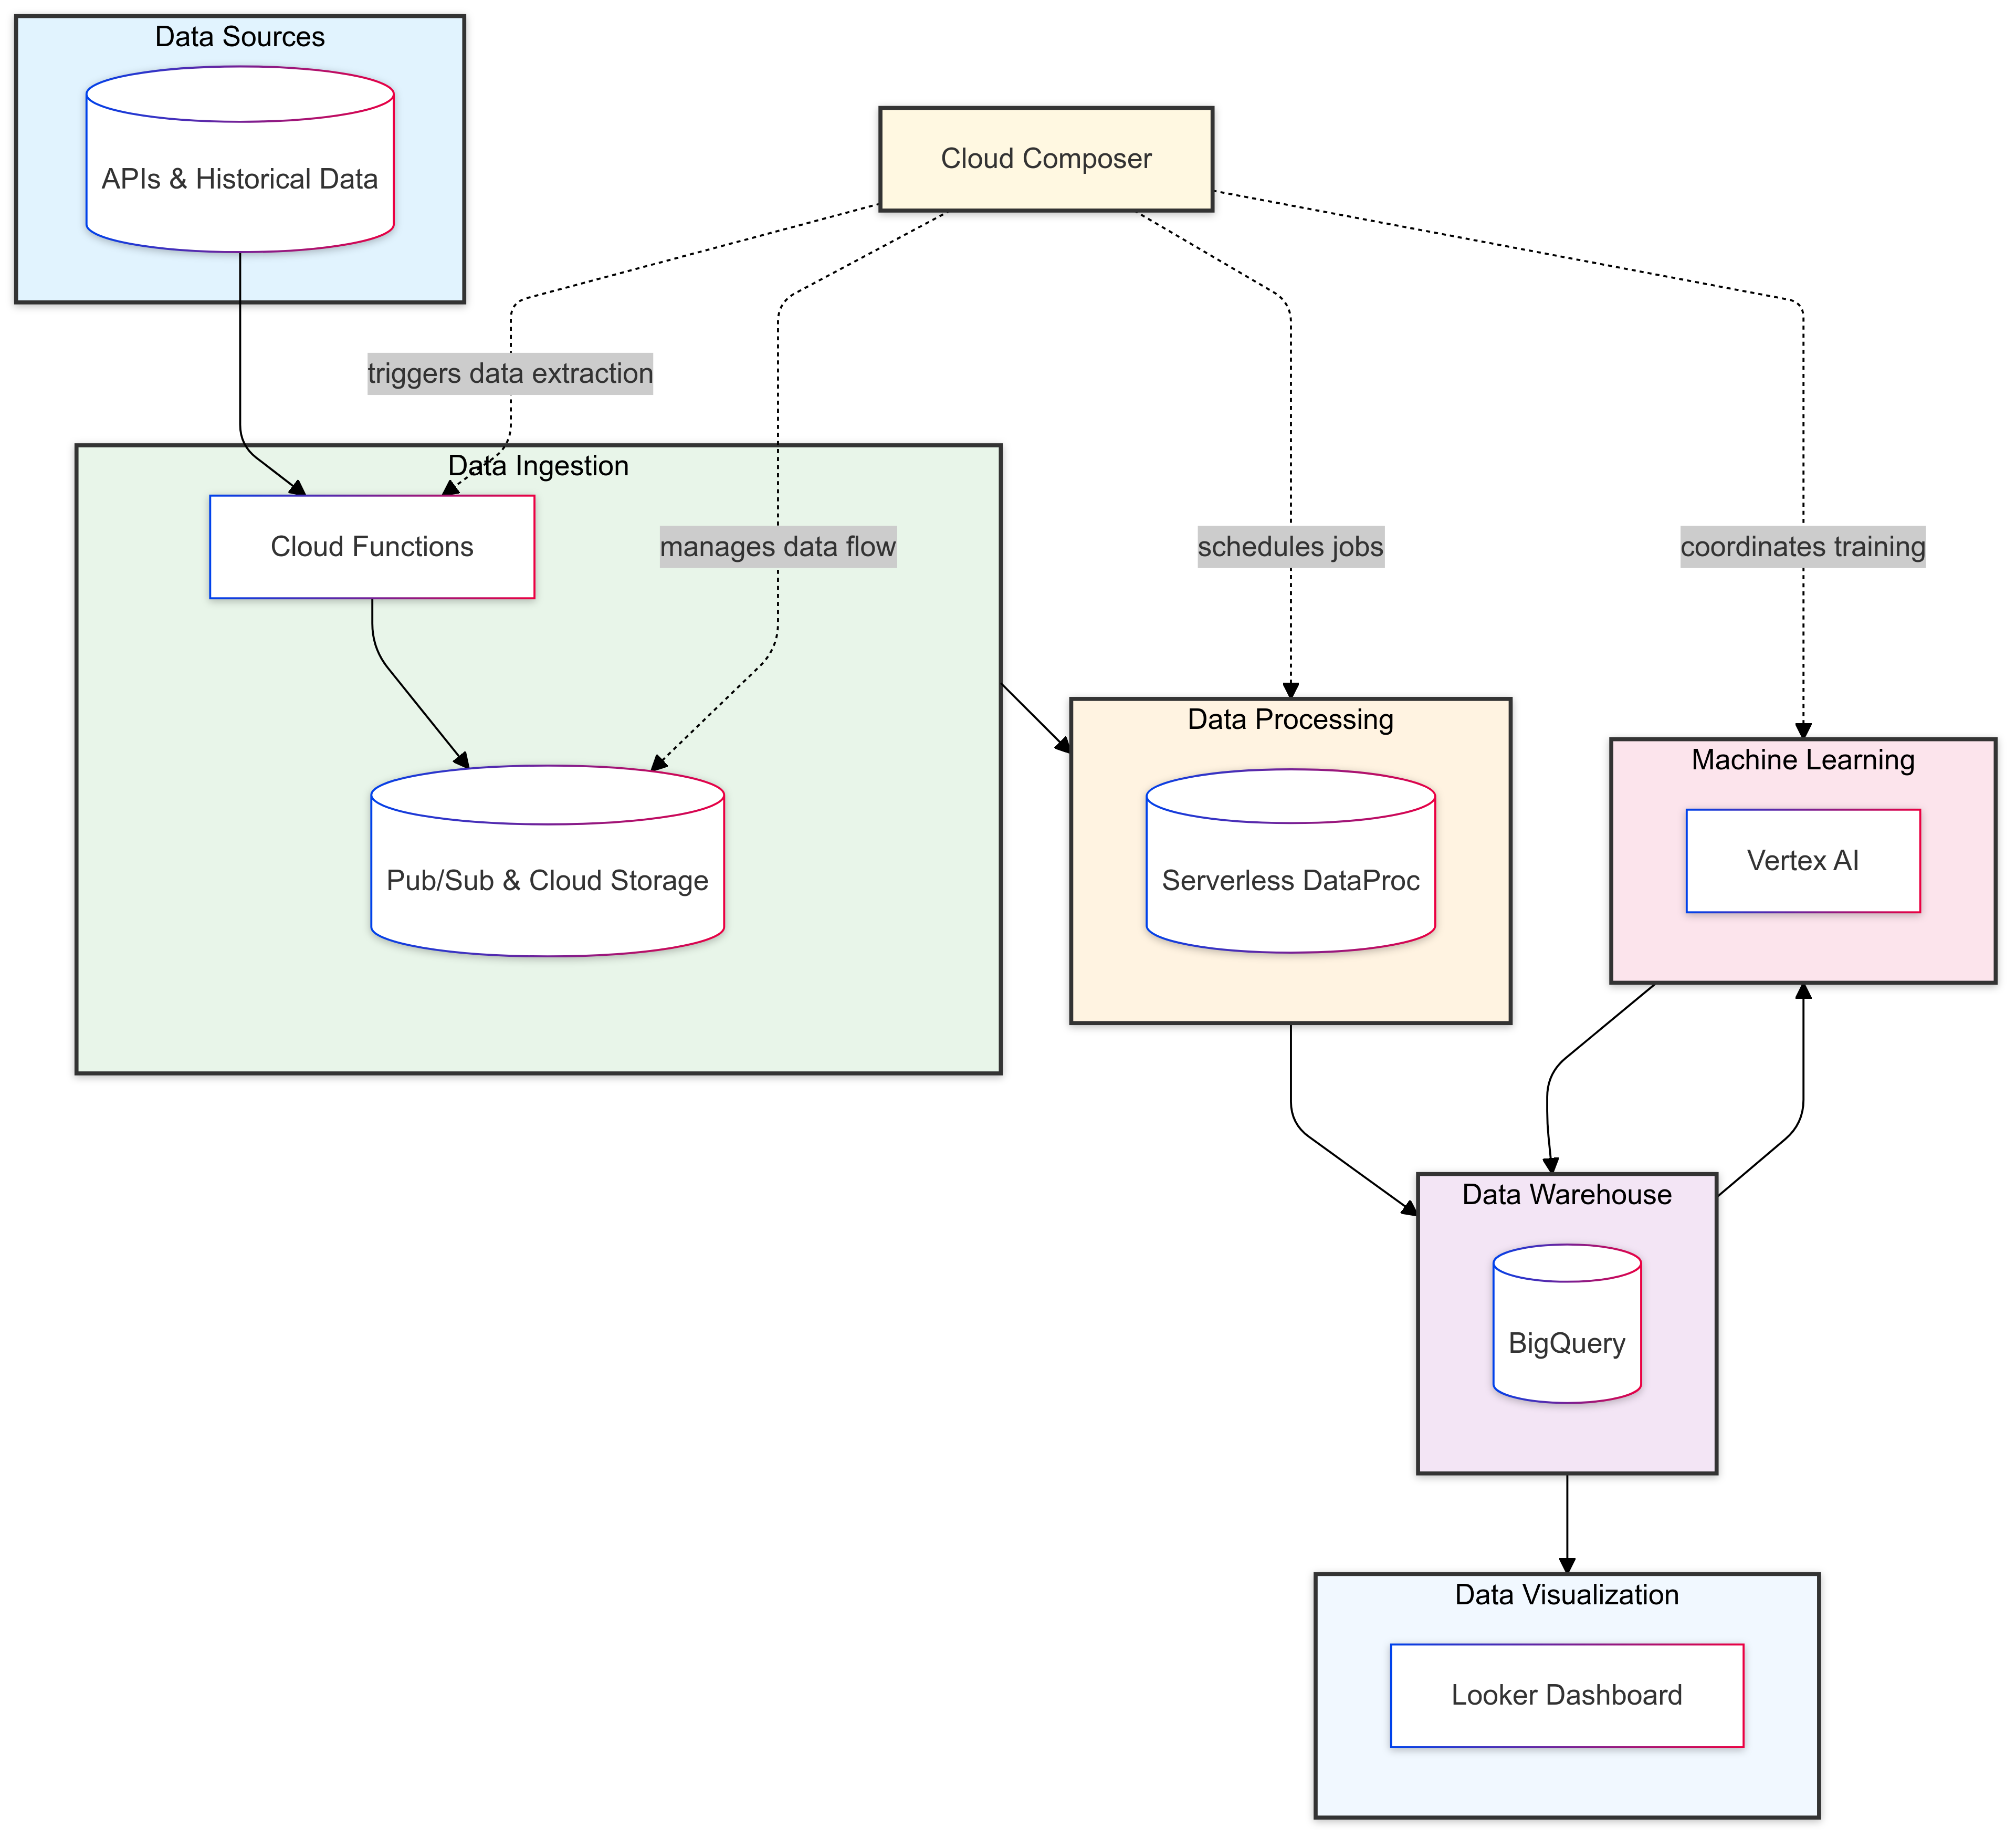 Data Sources
APIs & Historical Data
Cloud Composer
triggers data extraction
Data Ingestion
Cloud Functions
manages data flow
schedules jobs
coordinates training
Pub/Sub & Cloud Storage
Data Processing
Serverless DataProc
Machine Learning
Vertex AI
Data Warehouse
BigQuery
Data Visualization
Looker Dashboard